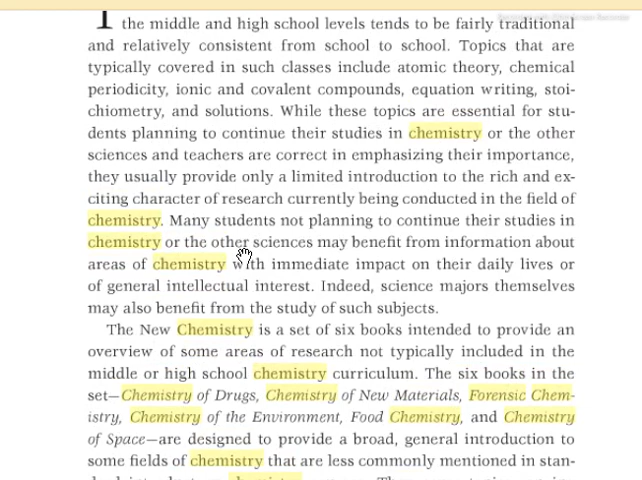 I the middle and high school levels tends to be fairly traditional
and relatively consistent from school to school. Topics that are
typically covered in such classes include atomic theory, chemical
periodicity, ionic and covalent compounds, equation writing, stoi-
chiometry, and solutions. While these topics are essential for stu-
dents planning to continue their studies in chemistry or the other
sciences and teachers are correct in emphasizing their importance,
they usually provide only a limited introduction to the rich and ex-
citing character of research currently being conducted in the field of
chemistry. Many students not planning to continue their studies in
chemistry or the other sciences may benefit from information about
areas of chemistry with immediate impact on their daily lives or
of general intellectual interest. Indeed, science majors themselves
may also benefit from the study of such subjects.
The New Chemistry is a set of six books intended to provide an
overview of some areas of research not typically included in the
middle or high school chemistry curriculum. The six books in the
set—Chemistry of Drugs, Chemistry of New Materials, Forensic Chem-
istry, Chemistry of the Environment, Food Chemistry, and Chemistry
of Space—are designed to provide a broad, general introduction to
some fields of chemistry that are less commonly mentioned in stan-